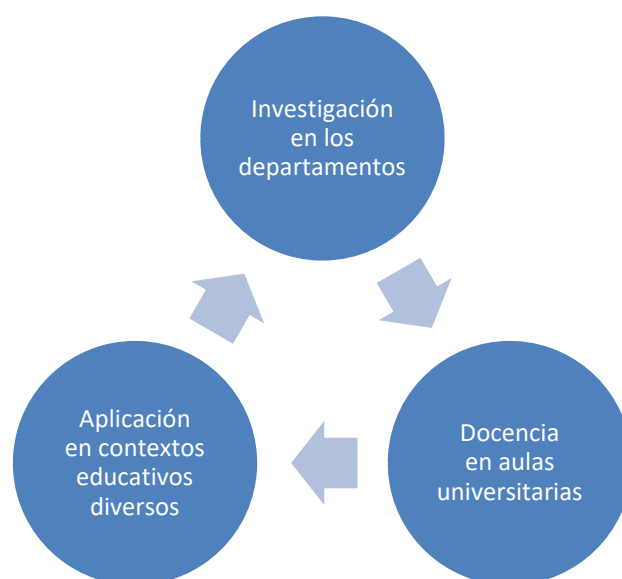 Investigación
en los
departamentos
Docencia
en aulas
universitarias
Aplicación
en contextos
educativos
diversos